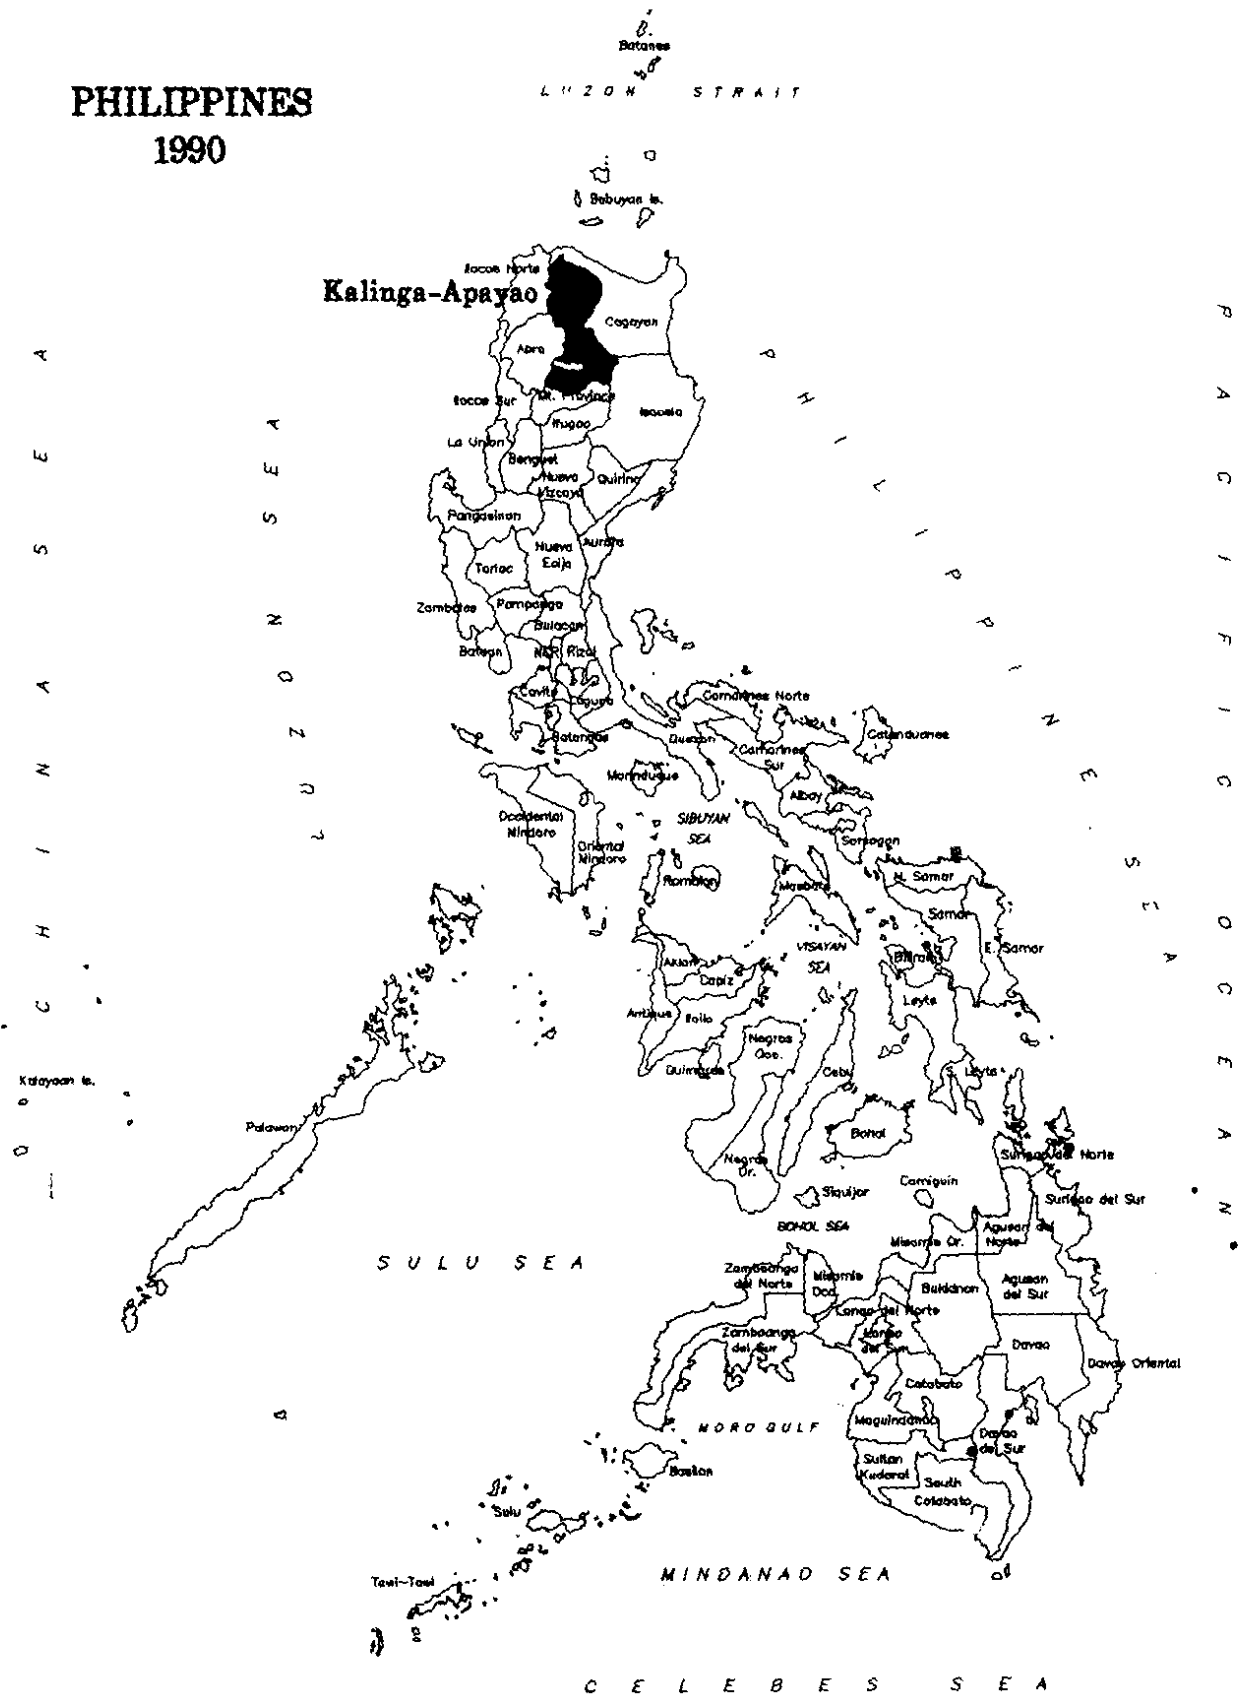 Batanes
LUZON STRAIT
PHILIPPINES
1990
Babuyan Is.
Ilocos Norte
Kalinga-Apayao
Cagayan
Abra
Mt. Province
Ilocos Sur
Isabela
Ifugao
La Union
Benguet
Nueva
Vizcaya
Quirino
Pangasinan
Nueva
Ecija
Aurora
Tarlac
Zambales
Pampanga
Bulacan
Bataan
NCR
Rizal
Cavite
Laguna
Camarines Norte
Batangas
Quezon
Catanduanes
Camarines
Sur
Marinduque
Albay
Occidental
Mindoro
SIBUYAN
SEA
Oriental
Mindoro
Sorsogon
Romblon
Masbate
N. Samar
Samar
VISAYAN
SEA
E. Samar
Biliran
Aklan
Capiz
Leyte
Antique
Iloilo
Negros
Occ.
Guimaras
Cebu
S. Leyte
Kalayaan Is.
Palawan
Bohol
Surigao del Norte
Negros
Or.
Siquijor
Camiguin
Surigao del Sur
BOHOL SEA
Misamis Or.
Agusan del
Norte
SULU SEA
Zamboanga
del Norte
Misamis
Occ.
Bukidnon
Agusan
del Sur
Lanao del Norte
Zamboanga
del Sur
Lanao
del Sur
Davao
Davao Oriental
Cotabato
Maguindanao
MORO GULF
Davao
del Sur
Basilan
Sultan
Kudarat
South
Cotabato
Sulu
MINDANAO SEA
Tawi-Tawi
CELEBES SEA
CHINA SEA
LUZON SEA
PHILIPPINE SEA
PACIFIC OCEAN